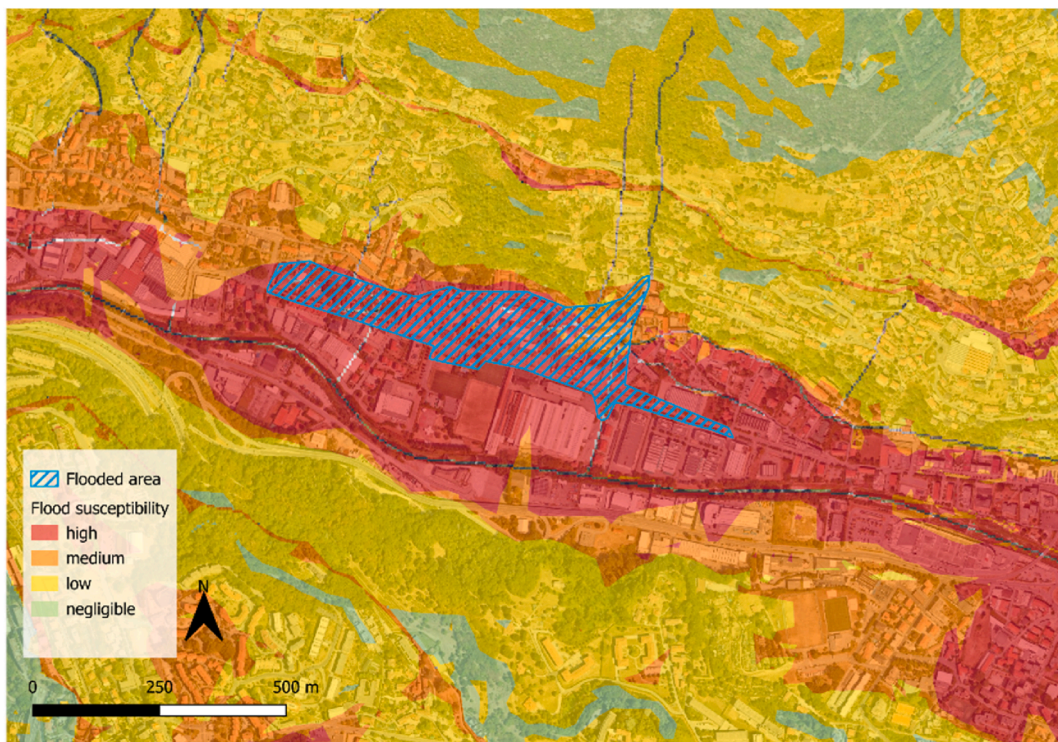 Flooded area
Flood susceptibility
high
medium
low
negligible
N
0 250 500 m